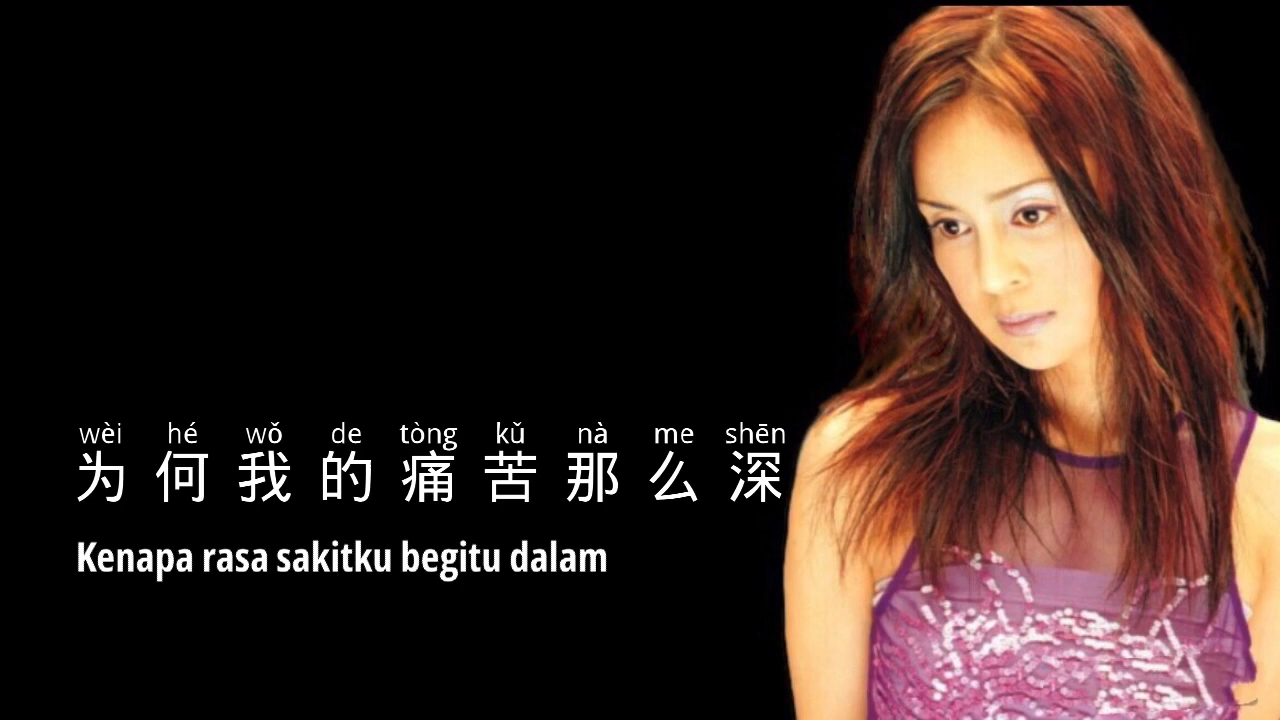 wèi hé wǒ de tòng kǔ nà me shēn
为何我的痛苦那么深
Kenapa rasa sakitku begitu dalam